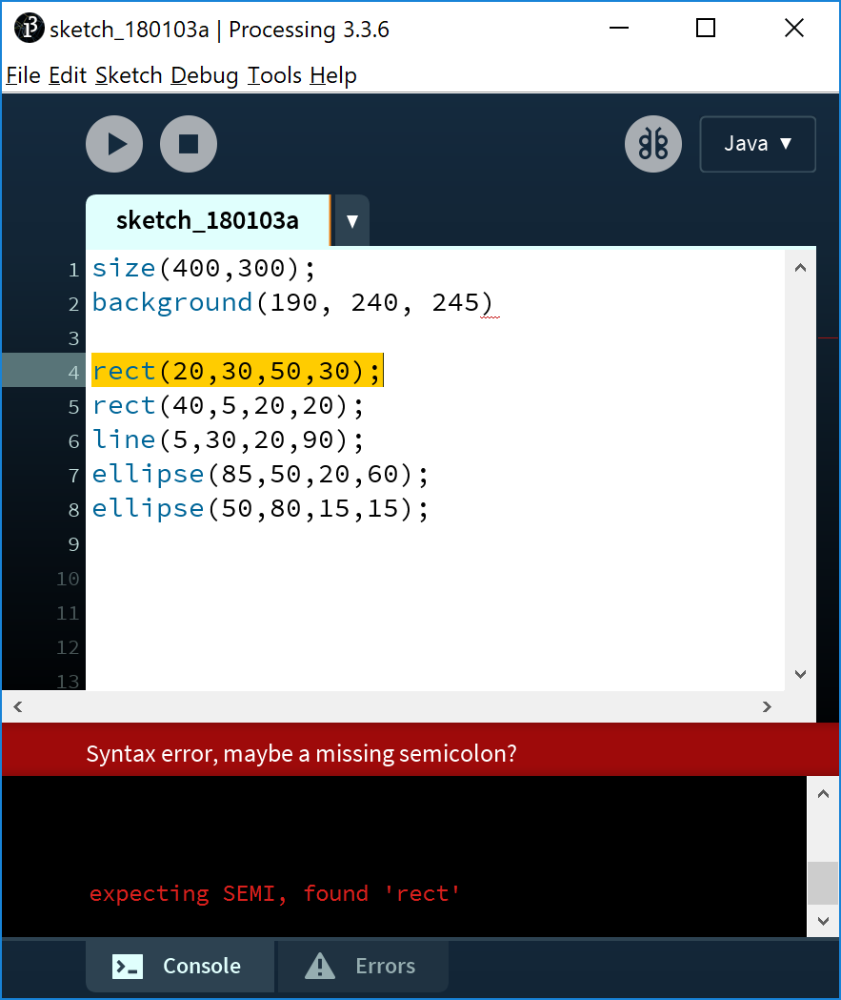 sketch_180103a | Processing 3.3.6
File Edit Sketch Debug Tools Help
Java ▼
sketch_180103a ▼
1 size(400,300);
2 background(190, 240, 245)
3
4 rect(20,30,50,30);
5 rect(40,5,20,20);
6 line(5,30,20,90);
7 ellipse(85,50,20,60);
8 ellipse(50,80,15,15);
9
10
11
12
13
Syntax error, maybe a missing semicolon?
expecting SEMI, found 'rect'
Console Errors